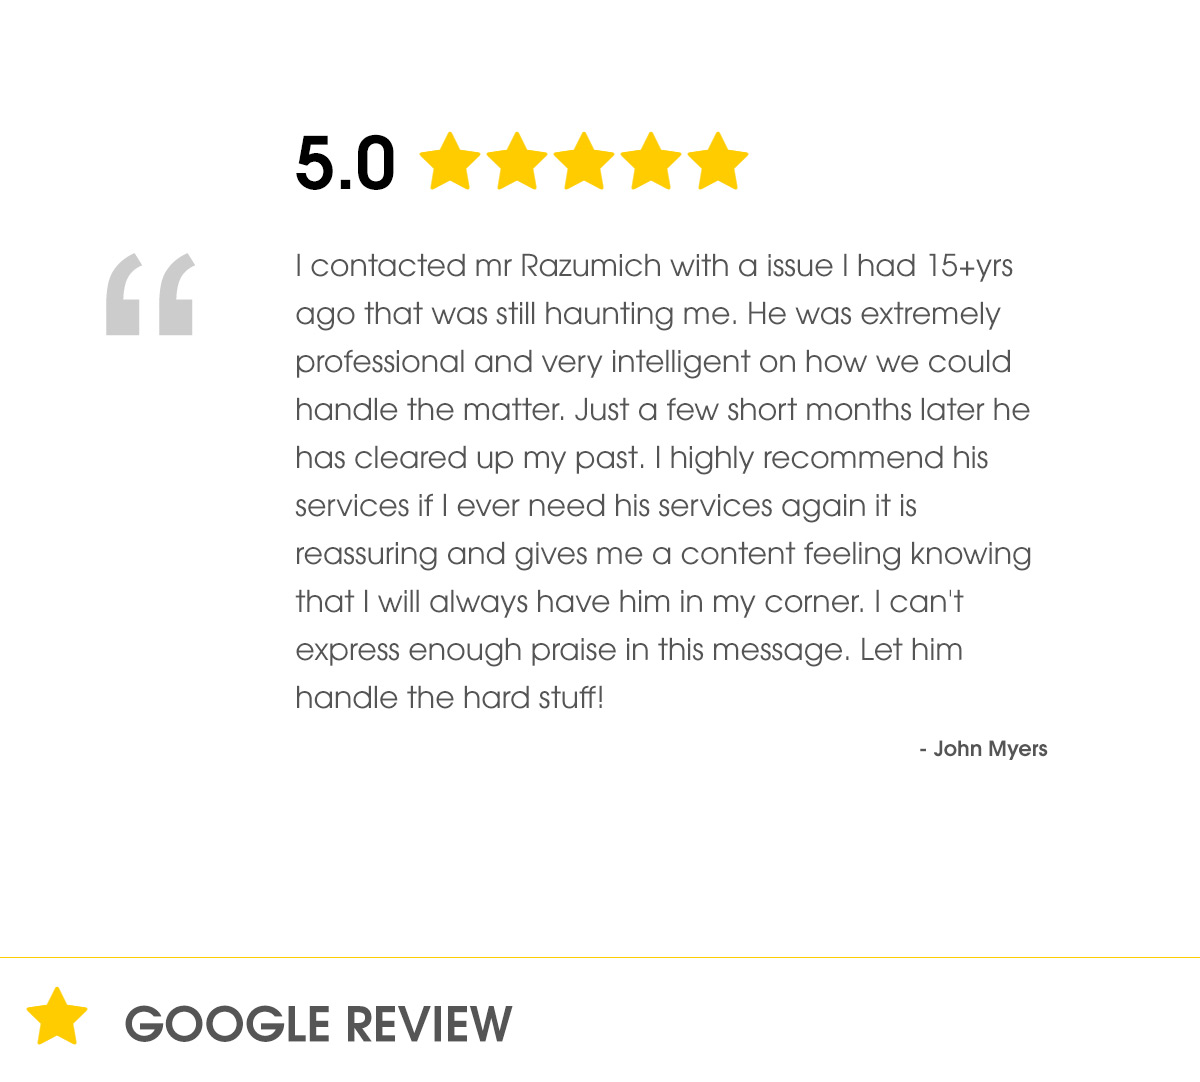 5.0
I contacted mr Razumich with a issue I had 15+yrs
ago that was still haunting me. He was extremely
professional and very intelligent on how we could
handle the matter. Just a few short months later he
has cleared up my past. I highly recommend his
services if I ever need his services again it is
reassuring and gives me a content feeling knowing
that I will always have him in my corner. I can't
express enough praise in this message. Let him
handle the hard stuff!
- John Myers
GOOGLE REVIEW